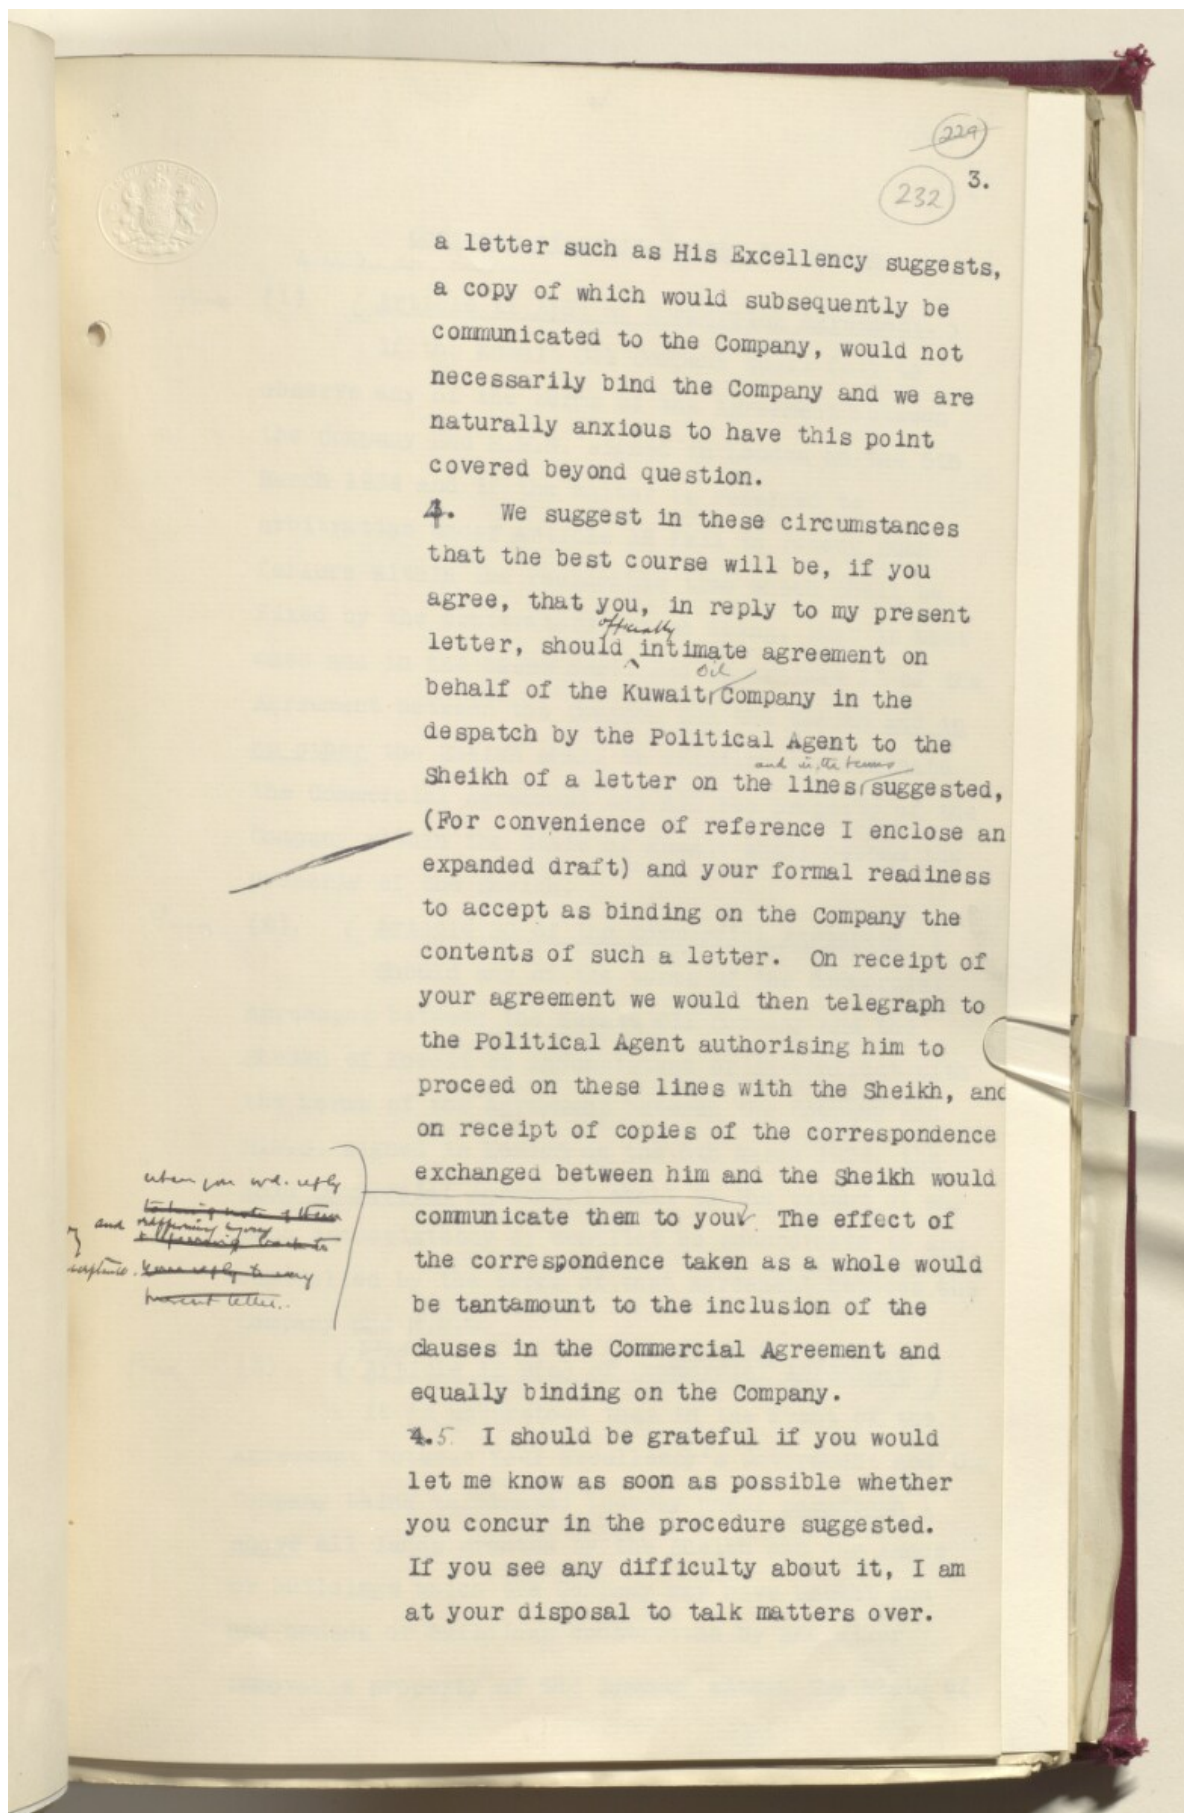 229
232
3.
a letter such as His Excellency suggests,
a copy of which would subsequently be
communicated to the Company, would not
necessarily bind the Company and we are
naturally anxious to have this point
covered beyond question.
4. We suggest in these circumstances
that the best course will be, if you
agree, that you, in reply to my present
officially
letter, should intimate agreement on
oil
behalf of the Kuwait Company in the
despatch by the Political Agent to the
and in the terms
Sheikh of a letter on the lines suggested,
(For convenience of reference I enclose an
expanded draft) and your formal readiness
to accept as binding on the Company the
contents of such a letter. On receipt of
your agreement we would then telegraph to
the Political Agent authorising him to
proceed on these lines with the Sheikh, and
on receipt of copies of the correspondence
exchanged between him and the Sheikh would
when you wd. reply
communicate them to you. The effect of
and reaffirming your
the correspondence taken as a whole would
your reply to my
be tantamount to the inclusion of the
present letter.
clauses in the Commercial Agreement and
equally binding on the Company.
4. 5. I should be grateful if you would
let me know as soon as possible whether
you concur in the procedure suggested.
If you see any difficulty about it, I am
at your disposal to talk matters over.